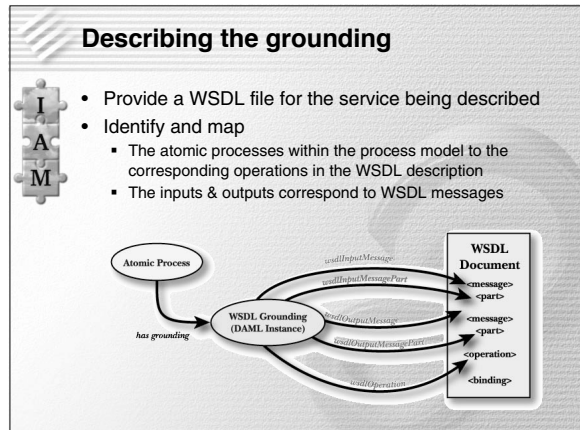 Describing the grounding
I
A
M
• Provide a WSDL file for the service being described
• Identify and map
▪ The atomic processes within the process model to the
corresponding operations in the WSDL description
▪ The inputs & outputs correspond to WSDL messages
Atomic Process
has grounding
WSDL Grounding
(DAML Instance)
wsdlInputMessage
wsdlInputMessagePart
wsdlOutputMessage
wsdlOutputMessagePart
wsdlOperation
WSDL
Document
<message>
<part>
<message>
<part>
<operation>
<binding>